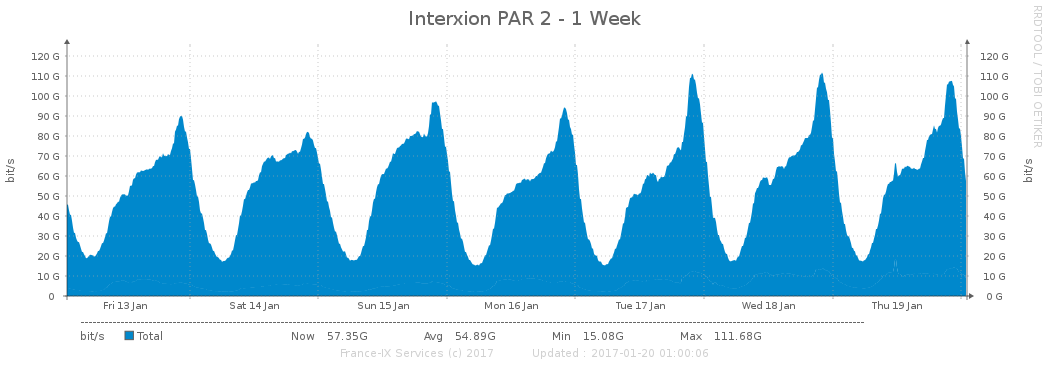 Interxion PAR 2 - 1 Week
RRDTOOL / TOBI OETIKER
bit/s
bit/s
120 G 120 G
110 G 110 G
100 G 100 G
90 G 90 G
80 G 80 G
70 G 70 G
60 G 60 G
50 G 50 G
40 G 40 G
30 G 30 G
20 G 20 G
10 G 10 G
0 0 G
Fri 13 Jan Sat 14 Jan Sun 15 Jan Mon 16 Jan Tue 17 Jan Wed 18 Jan Thu 19 Jan
bit/s Total Now 57.35G Avg 54.89G Min 15.08G Max 111.68G
France-IX Services (c) 2017 Updated : 2017-01-20 01:00:06